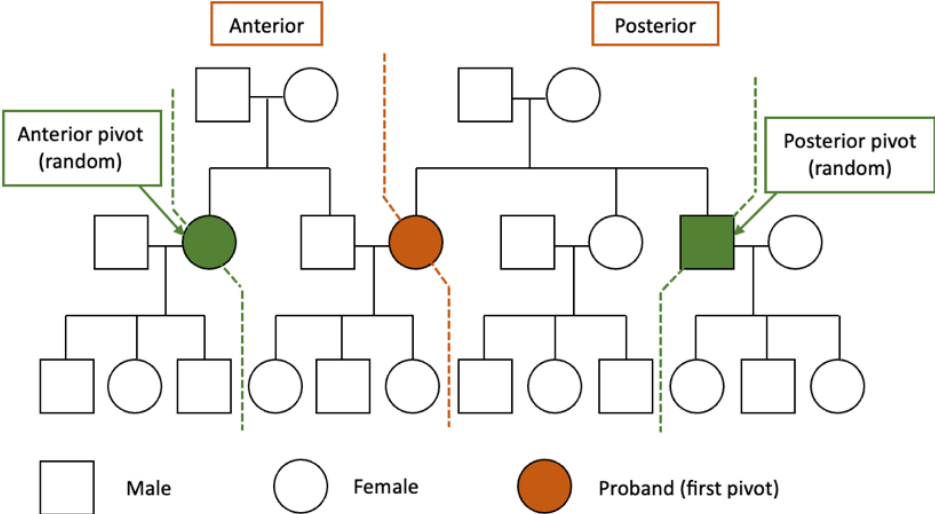 Anterior
Posterior
Anterior pivot
(random)
Posterior pivot
(random)
Male
Female
Proband (first pivot)